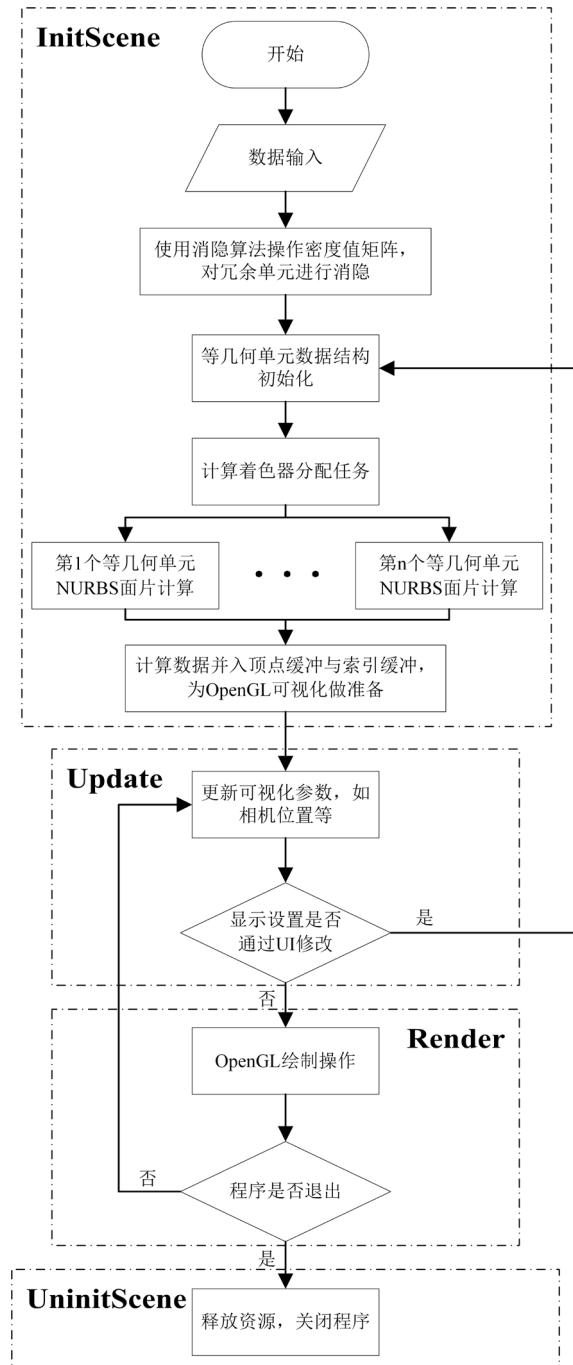 InitScene
开始
数据输入
使用消隐算法操作密度值矩阵，
对冗余单元进行消隐
等几何单元数据结构
初始化
计算着色器分配任务
第1个等几何单元
NURBS面片计算
• • •
第n个等几何单元
NURBS面片计算
计算数据并入顶点缓冲与索引缓冲，
为OpenGL可视化做准备
Update
更新可视化参数，如
相机位置等
显示设置是否
通过UI修改
是
否
Render
OpenGL绘制操作
程序是否退出
否
是
UninitScene
释放资源，关闭程序